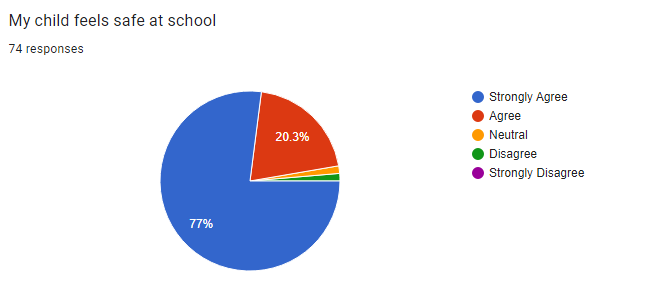 My child feels safe at school
74 responses
Strongly Agree
Agree
Neutral
Disagree
Strongly Disagree
20.3%
77%